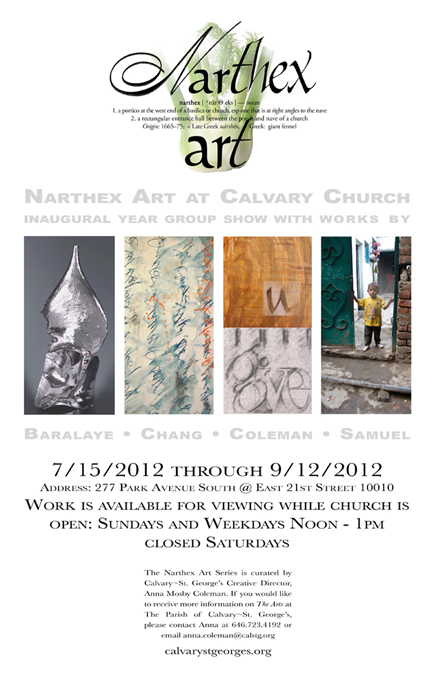 Narthex
narthex | ˈnär θ eks | — noun
1. a portico at the west end of a basilica or church, esp one that is at right angles to the nave
2. a rectangular entrance hall between the porch and nave of a church
Origin: 1665–75; < Late Greek nárthēx, Greek: giant fennel
art
Narthex Art at Calvary Church
inaugural year group show with works by
u
go
give
Baralaye • Chang • Coleman • Samuel
7/15/2012 through 9/12/2012
Address: 277 Park Avenue South @ East 21st Street 10010
Work is available for viewing while church is
open: Sundays and Weekdays Noon - 1pm
closed Saturdays
The Narthex Art Series is curated by
Calvary~St. George's Creative Director,
Anna Mosby Coleman. If you would like
to receive more information on The Arts at
The Parish of Calvary~St. George's,
please contact Anna at 646.723.4192 or
email anna.coleman@calstg.org
calvarystgeorges.org